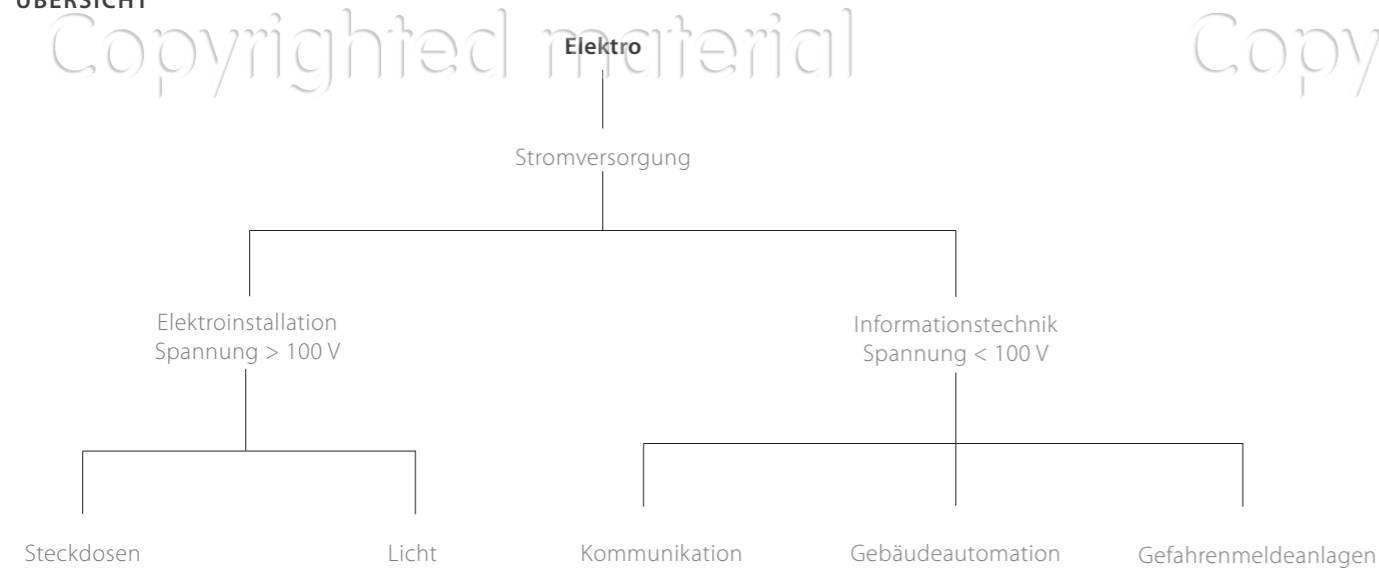 ÜBERSICHT
Copyrighted material
Copy
Elektro
Stromversorgung
Elektroinstallation
Spannung > 100 V
Informationstechnik
Spannung < 100 V
Steckdosen
Licht
Kommunikation
Gebäudeautomation
Gefahrenmeldeanlagen